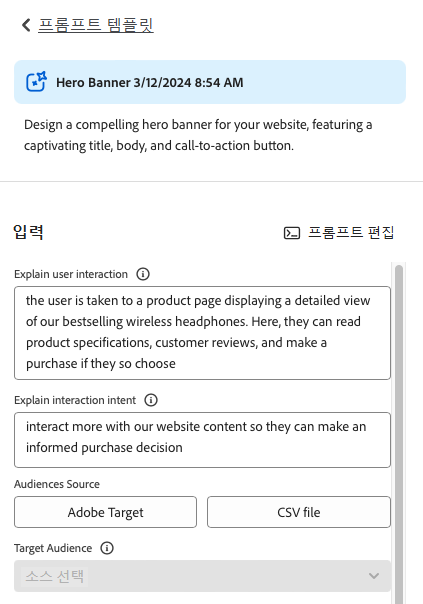 프롬프트 템플릿
Hero Banner 3/12/2024 8:54 AM
Design a compelling hero banner for your website, featuring a
captivating title, body, and call-to-action button.
입력
프롬프트 편집
Explain user interaction
the user is taken to a product page displaying a detailed view
of our bestselling wireless headphones. Here, they can read
product specifications, customer reviews, and make a
purchase if they so choose
Explain interaction intent
interact more with our website content so they can make an
informed purchase decision
Audiences Source
Adobe Target
CSV file
Target Audience
소스 선택